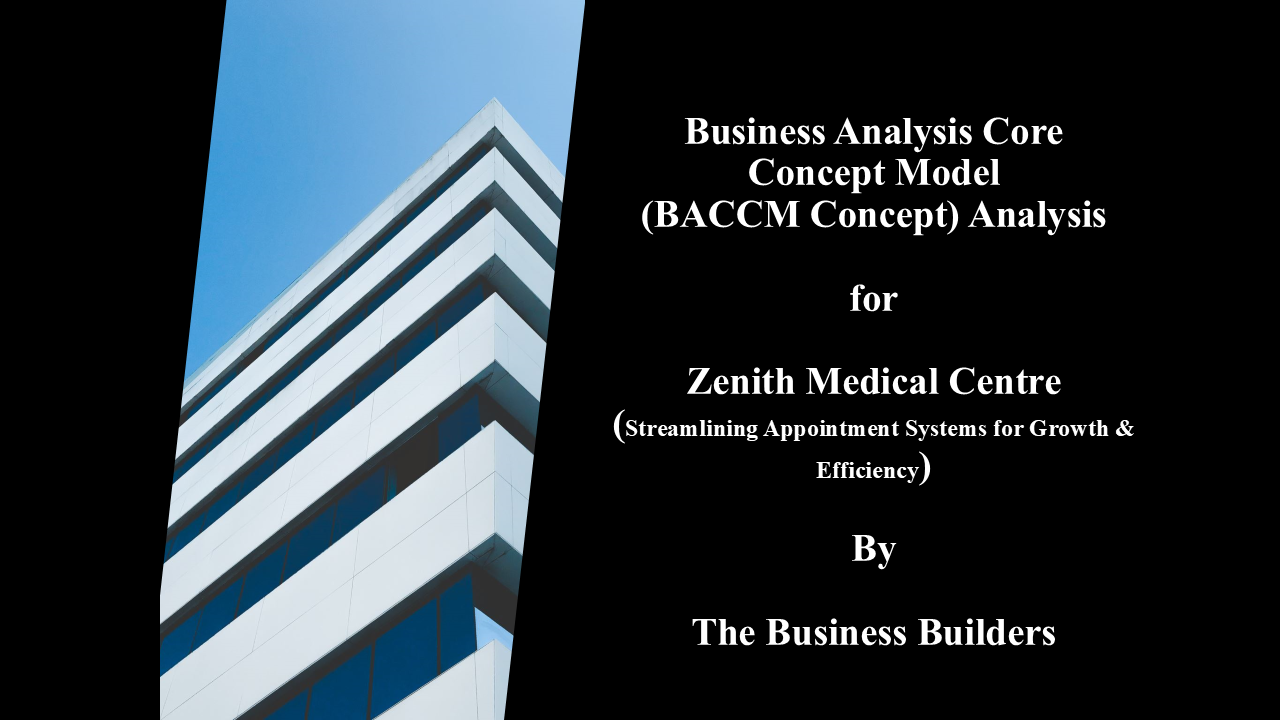 Business Analysis Core
Concept Model
(BACCM Concept) Analysis
for
Zenith Medical Centre
(Streamlining Appointment Systems for Growth &
Efficiency)
By
The Business Builders